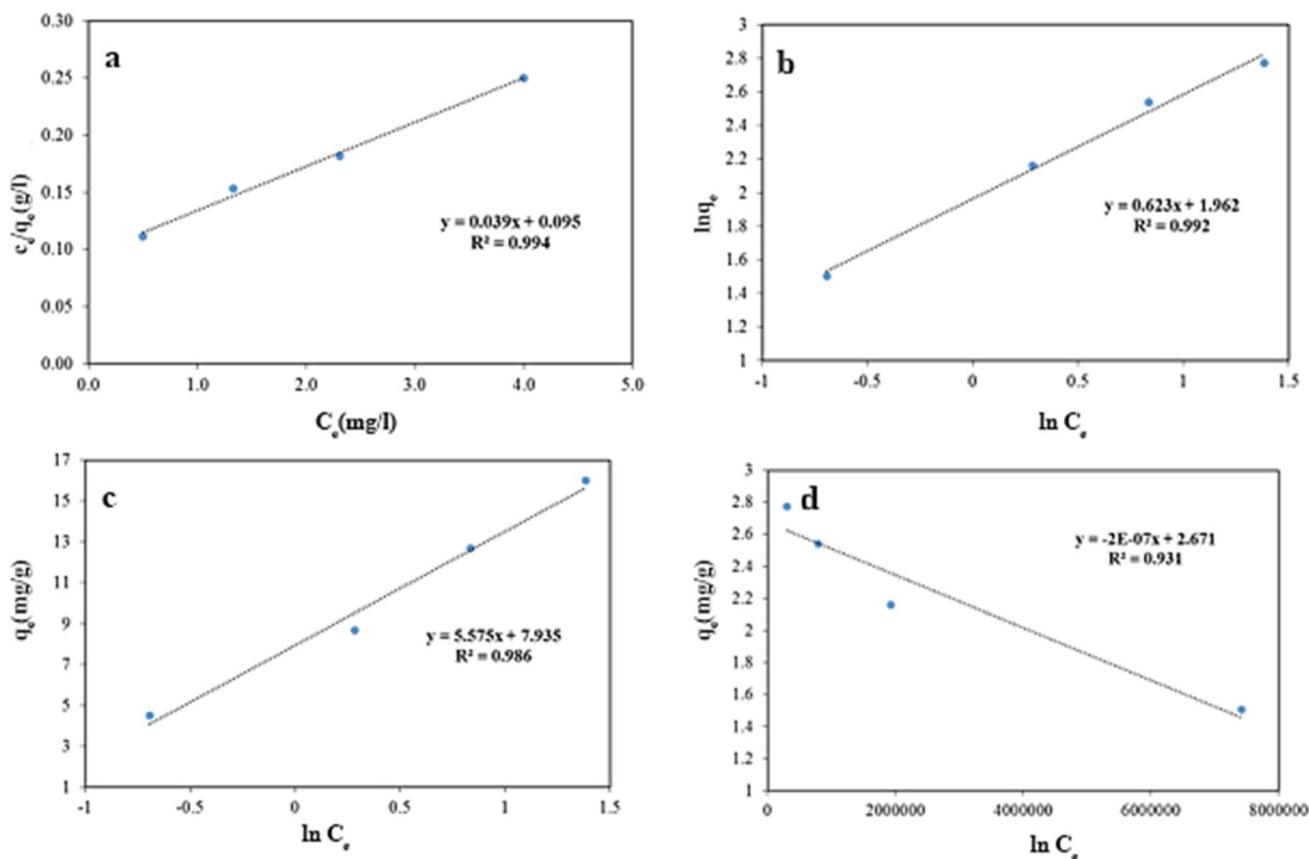 a
0.30
0.25
0.20
0.15
0.10
0.05
0.00
cₑ/qₑ(g/l)
y = 0.039x + 0.095
R² = 0.994
0.0 1.0 2.0 3.0 4.0 5.0
Cₑ(mg/l)
b
3
2.8
2.6
2.4
2.2
2
1.8
1.6
1.4
1.2
1
lnqₑ
y = 0.623x + 1.962
R² = 0.992
-1 -0.5 0 0.5 1 1.5
ln Cₑ
c
17
15
13
11
9
7
5
3
1
qₑ(mg/g)
y = 5.575x + 7.935
R² = 0.986
-1 -0.5 0 0.5 1 1.5
ln Cₑ
d
3
2.8
2.6
2.4
2.2
2
1.8
1.6
1.4
1.2
1
qₑ(mg/g)
y = -2E-07x + 2.671
R² = 0.931
0 2000000 4000000 6000000 8000000
ln Cₑ